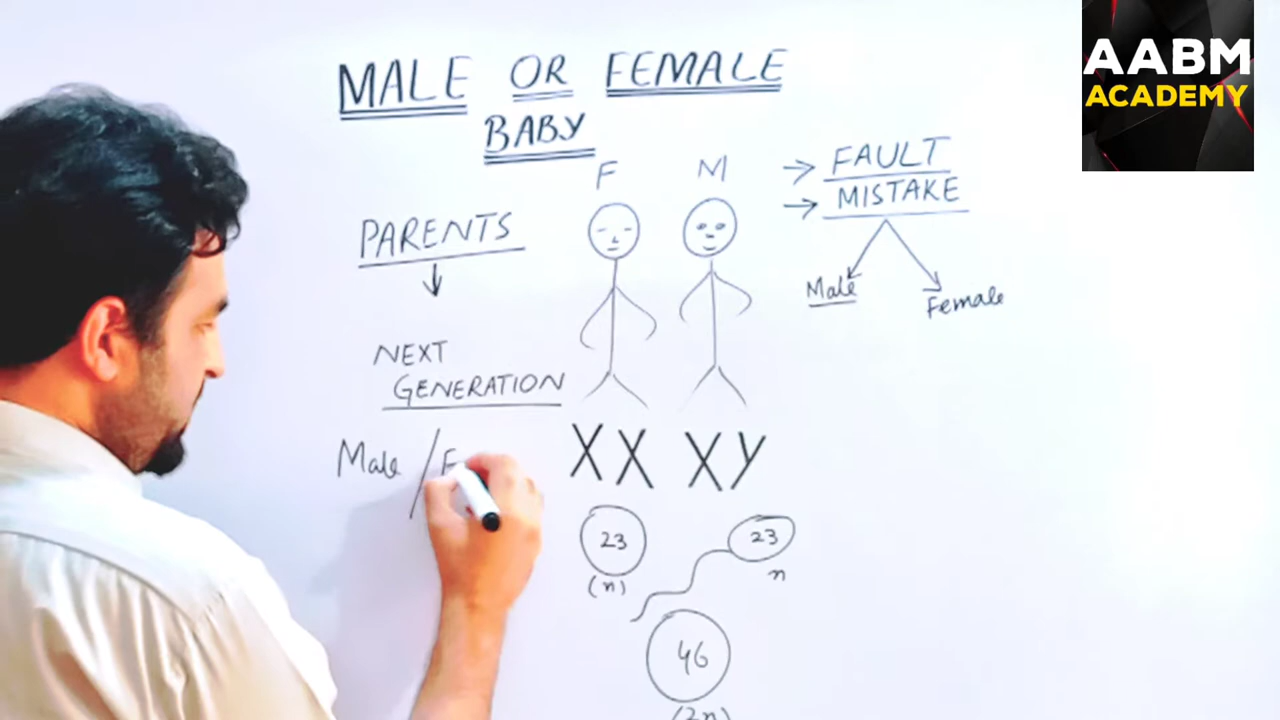 MALE OR FEMALE
BABY
AABM
ACADEMY
F M
→ FAULT
→ MISTAKE
PARENTS
Male Female
NEXT
GENERATION
Male / F
XX XY
23 23
(n) n
46
(2n)